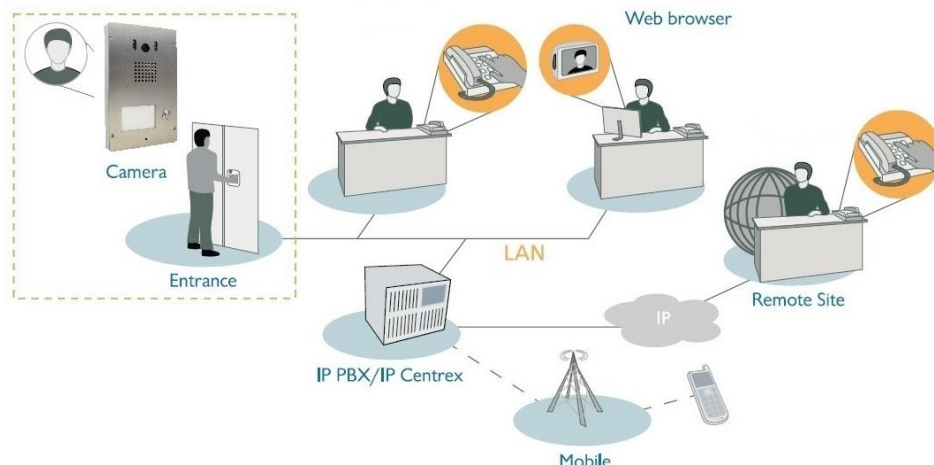 Web browser
Camera
Entrance
LAN
IP
Remote Site
IP PBX/IP Centrex
Mobile